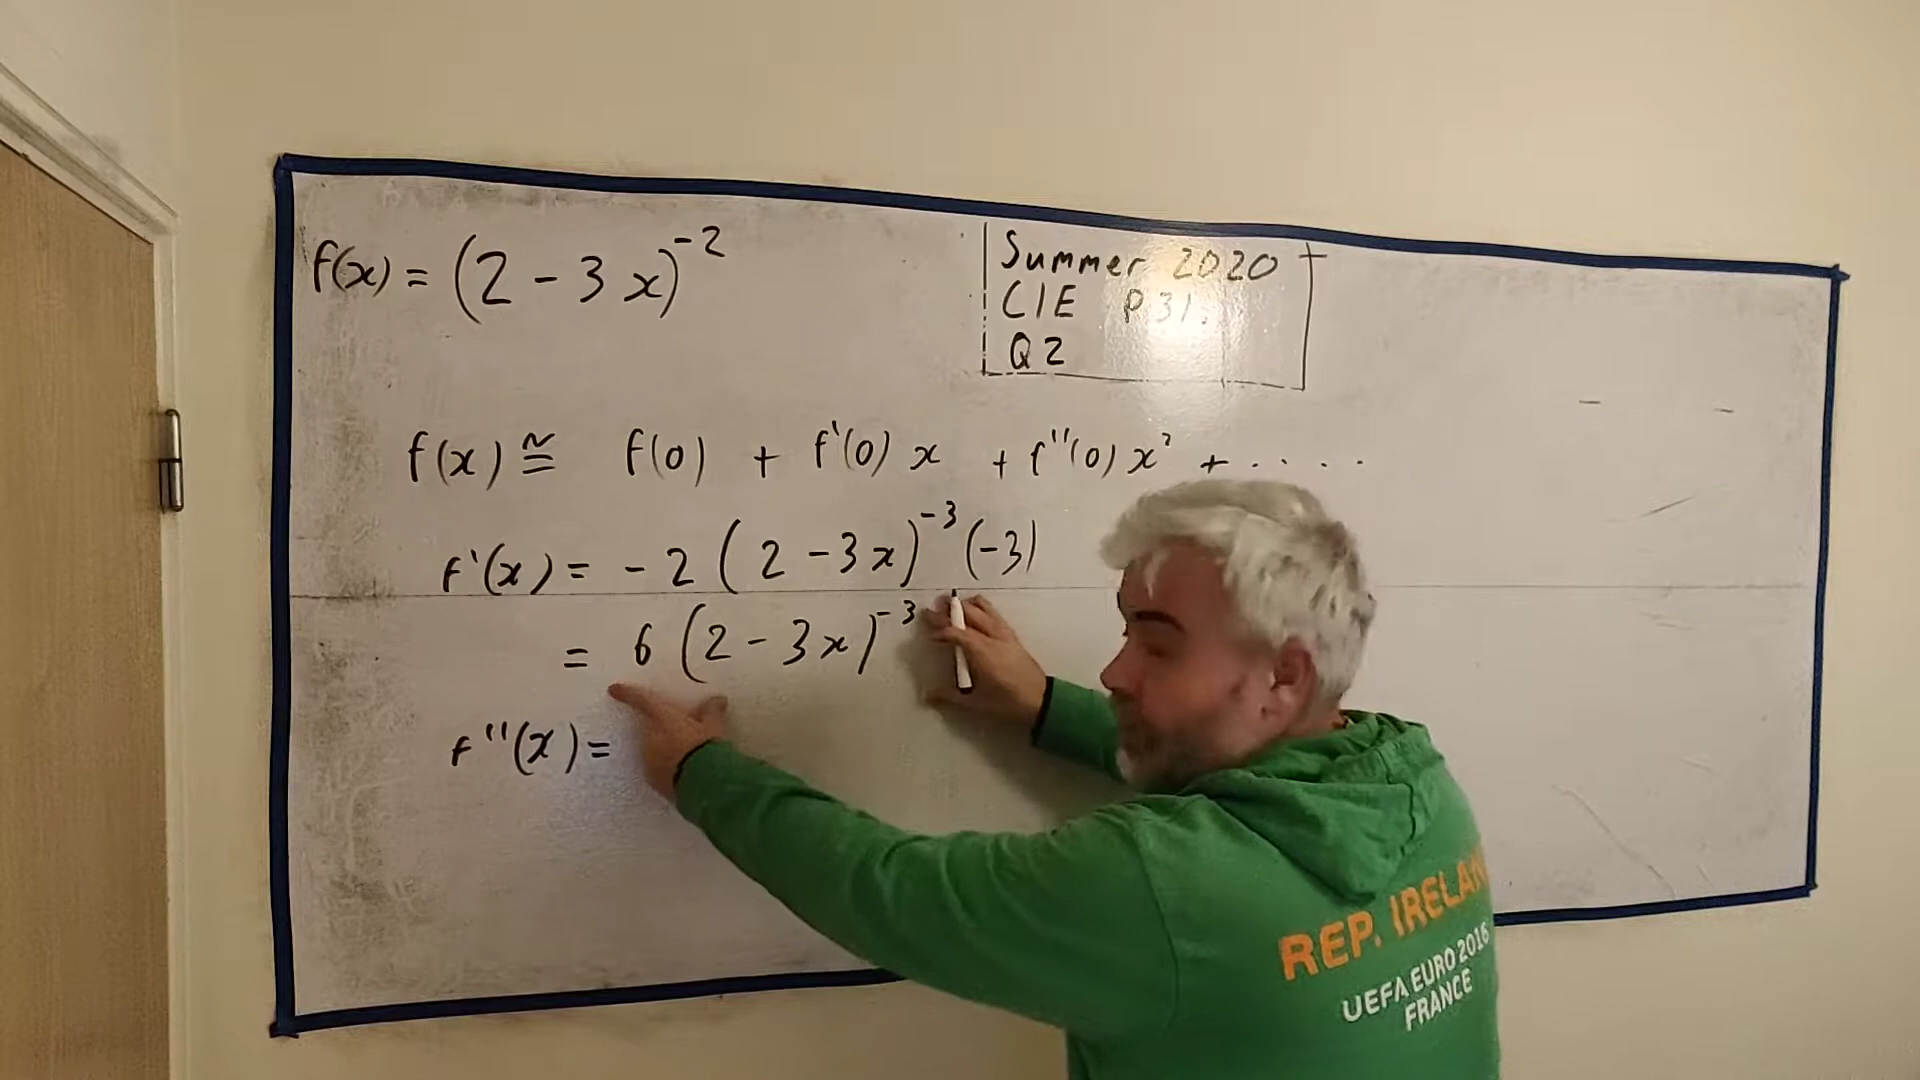 f(x) = (2 - 3x)^{-2}
Summer 2020
CIE P31.
Q2
f(x) ≅ f(0) + f'(0) x + f''(0) x² + . . . .
f'(x) = -2 (2 - 3x)^{-3} (-3)
= 6 (2 - 3x)^{-3}
f''(x) =
REP. IRELAN
UEFA EURO 2016
FRANCE